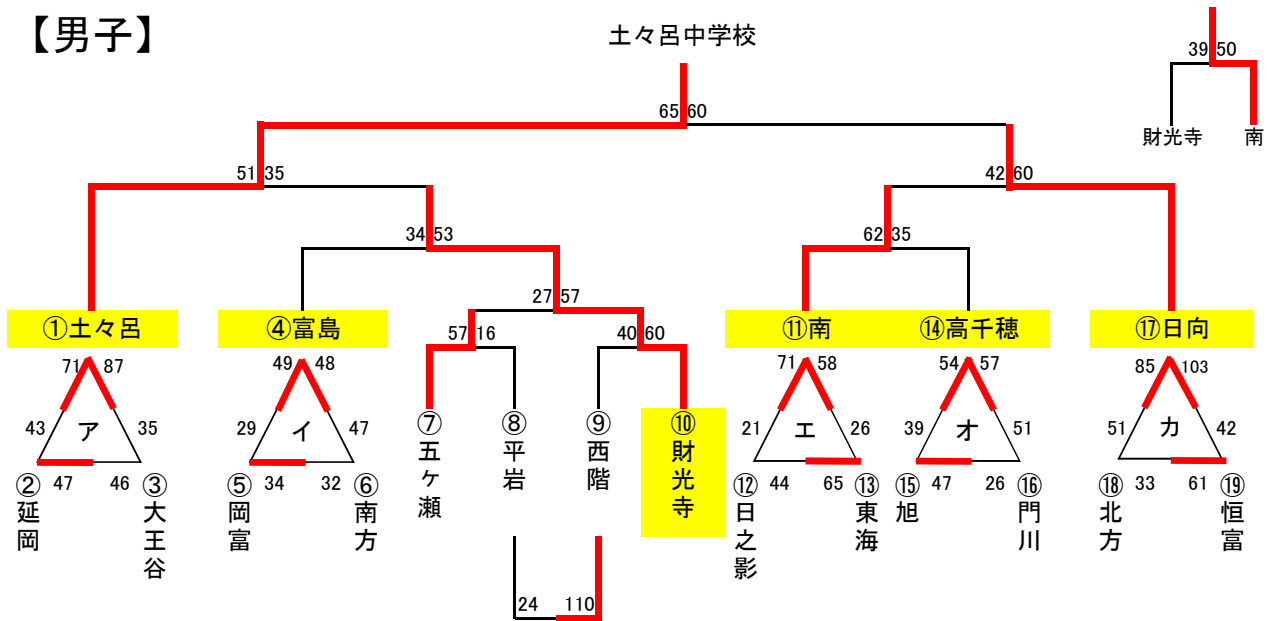 【男子】
土々呂中学校
39 50
財光寺 南
65 60
51 35
42 60
34 53
62 35
27 57
57 16
40 60
①土々呂
④富島
⑪南
⑭高千穂
⑰日向
71 87
49 48
71 58
54 57
85 103
43 ア 35
29 イ 47
21 エ 26
39 オ 51
51 カ 42
47 46
34 32
44 65
47 26
33 61
②延岡
③大王谷
⑤岡富
⑥南方
⑦五ヶ瀬
⑧平岩
⑨西階
⑩財光寺
⑫日之影
⑬東海
⑮旭
⑯門川
⑱北方
⑲恒富
24 110